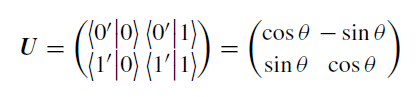 U = (⟨0′|0⟩ ⟨0′|1⟩) = (cos θ − sin θ)
(⟨1′|0⟩ ⟨1′|1⟩) (sin θ cos θ)